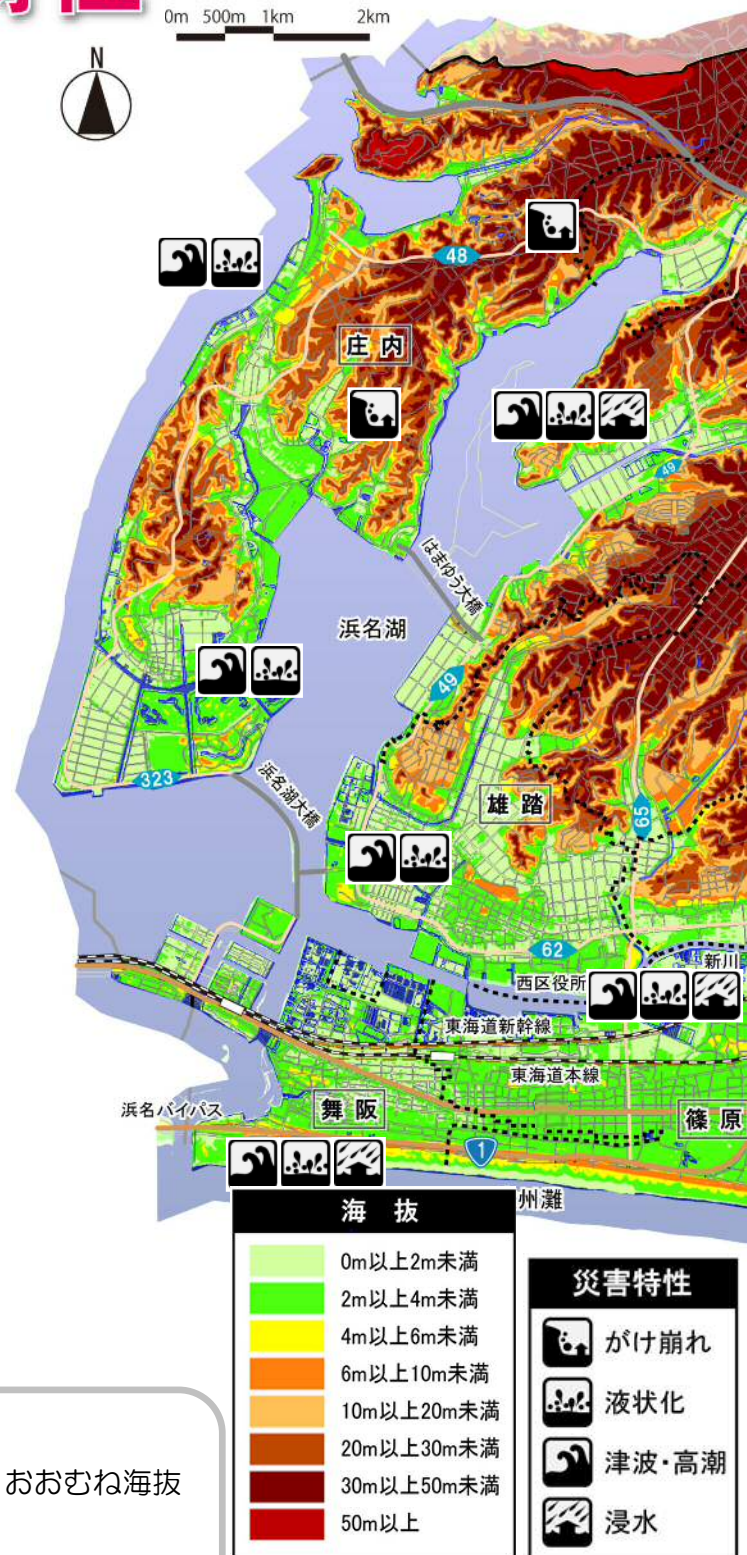 特性
0m 500m 1km 2km
N
48
庄内
49
はまゆう大橋
浜名湖
49
323
浜名湖大橋
雄踏
65
62
新川
西区役所
東海道新幹線
東海道本線
浜名バイパス
舞阪
篠原
1
州灘
海 抜
0m以上2m未満
2m以上4m未満
4m以上6m未満
6m以上10m未満
10m以上20m未満
20m以上30m未満
30m以上50m未満
50m以上
災害特性
がけ崩れ
液状化
津波・高潮
浸水
おおむね海抜